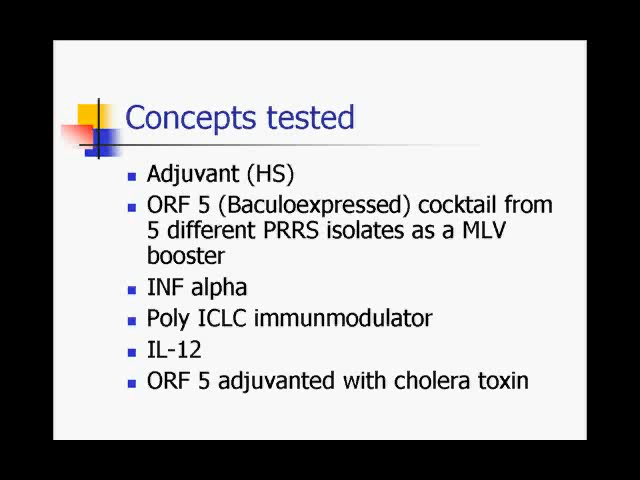 Concepts tested
Adjuvant (HS)
ORF 5 (Baculoexpressed) cocktail from
5 different PRRS isolates as a MLV
booster
INF alpha
Poly ICLC immunmodulator
IL-12
ORF 5 adjuvanted with cholera toxin